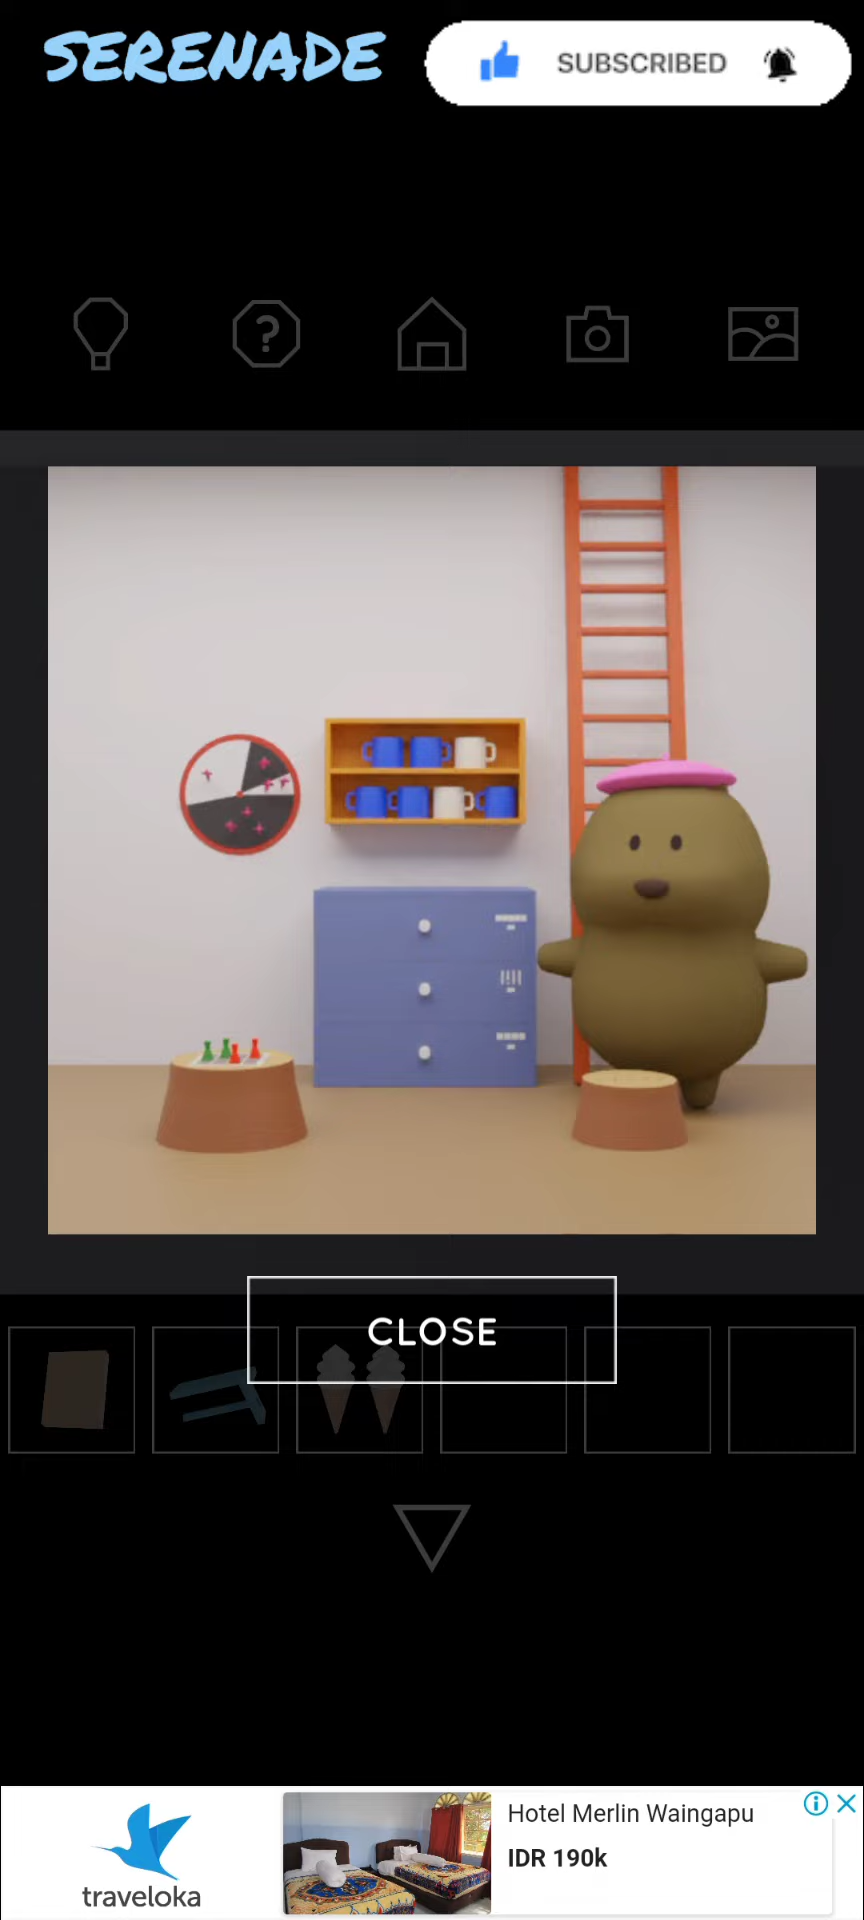 SERENADE
SUBSCRIBED
?
CLOSE
traveloka
Hotel Merlin Waingapu
IDR 190k